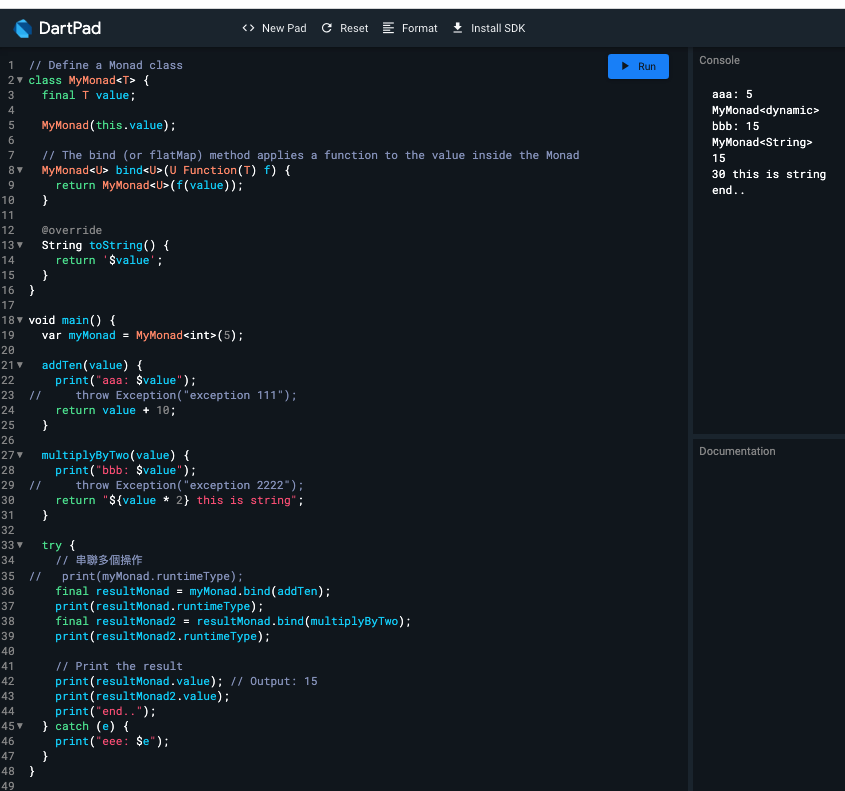 DartPad
New Pad
Reset
Format
Install SDK
1 // Define a Monad class
2 class MyMonad<T> {
3   final T value;
4
5   MyMonad(this.value);
6
7   // The bind (or flatMap) method applies a function to the value inside the Monad
8   MyMonad<U> bind<U>(U Function(T) f) {
9     return MyMonad<U>(f(value));
10   }
11
12   @override
13   String toString() {
14     return '$value';
15   }
16 }
17
18 void main() {
19   var myMonad = MyMonad<int>(5);
20
21   addTen(value) {
22     print("aaa: $value");
23 //     throw Exception("exception 111");
24     return value + 10;
25   }
26
27   multiplyByTwo(value) {
28     print("bbb: $value");
29 //     throw Exception("exception 2222");
30     return "${value * 2} this is string";
31   }
32
33   try {
34     // 串聯多個操作
35 //   print(myMonad.runtimeType);
36     final resultMonad = myMonad.bind(addTen);
37     print(resultMonad.runtimeType);
38     final resultMonad2 = resultMonad.bind(multiplyByTwo);
39     print(resultMonad2.runtimeType);
40
41     // Print the result
42     print(resultMonad.value); // Output: 15
43     print(resultMonad2.value);
44     print("end..");
45   } catch (e) {
46     print("eee: $e");
47   }
48 }
49
Run
Console
aaa: 5
MyMonad<dynamic>
bbb: 15
MyMonad<String>
15
30 this is string
end..
Documentation